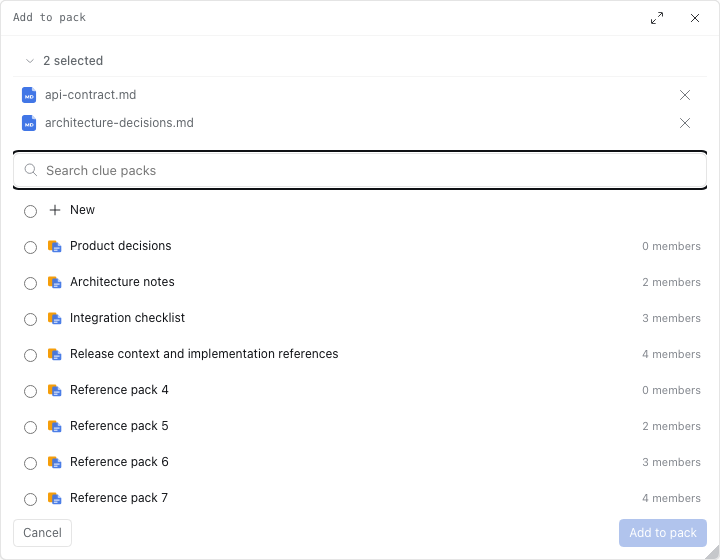 Add to pack
2 selected
MD api-contract.md
MD architecture-decisions.md
Search clue packs
New
Product decisions 0 members
Architecture notes 2 members
Integration checklist 3 members
Release context and implementation references 4 members
Reference pack 4 0 members
Reference pack 5 2 members
Reference pack 6 3 members
Reference pack 7 4 members
Cancel Add to pack